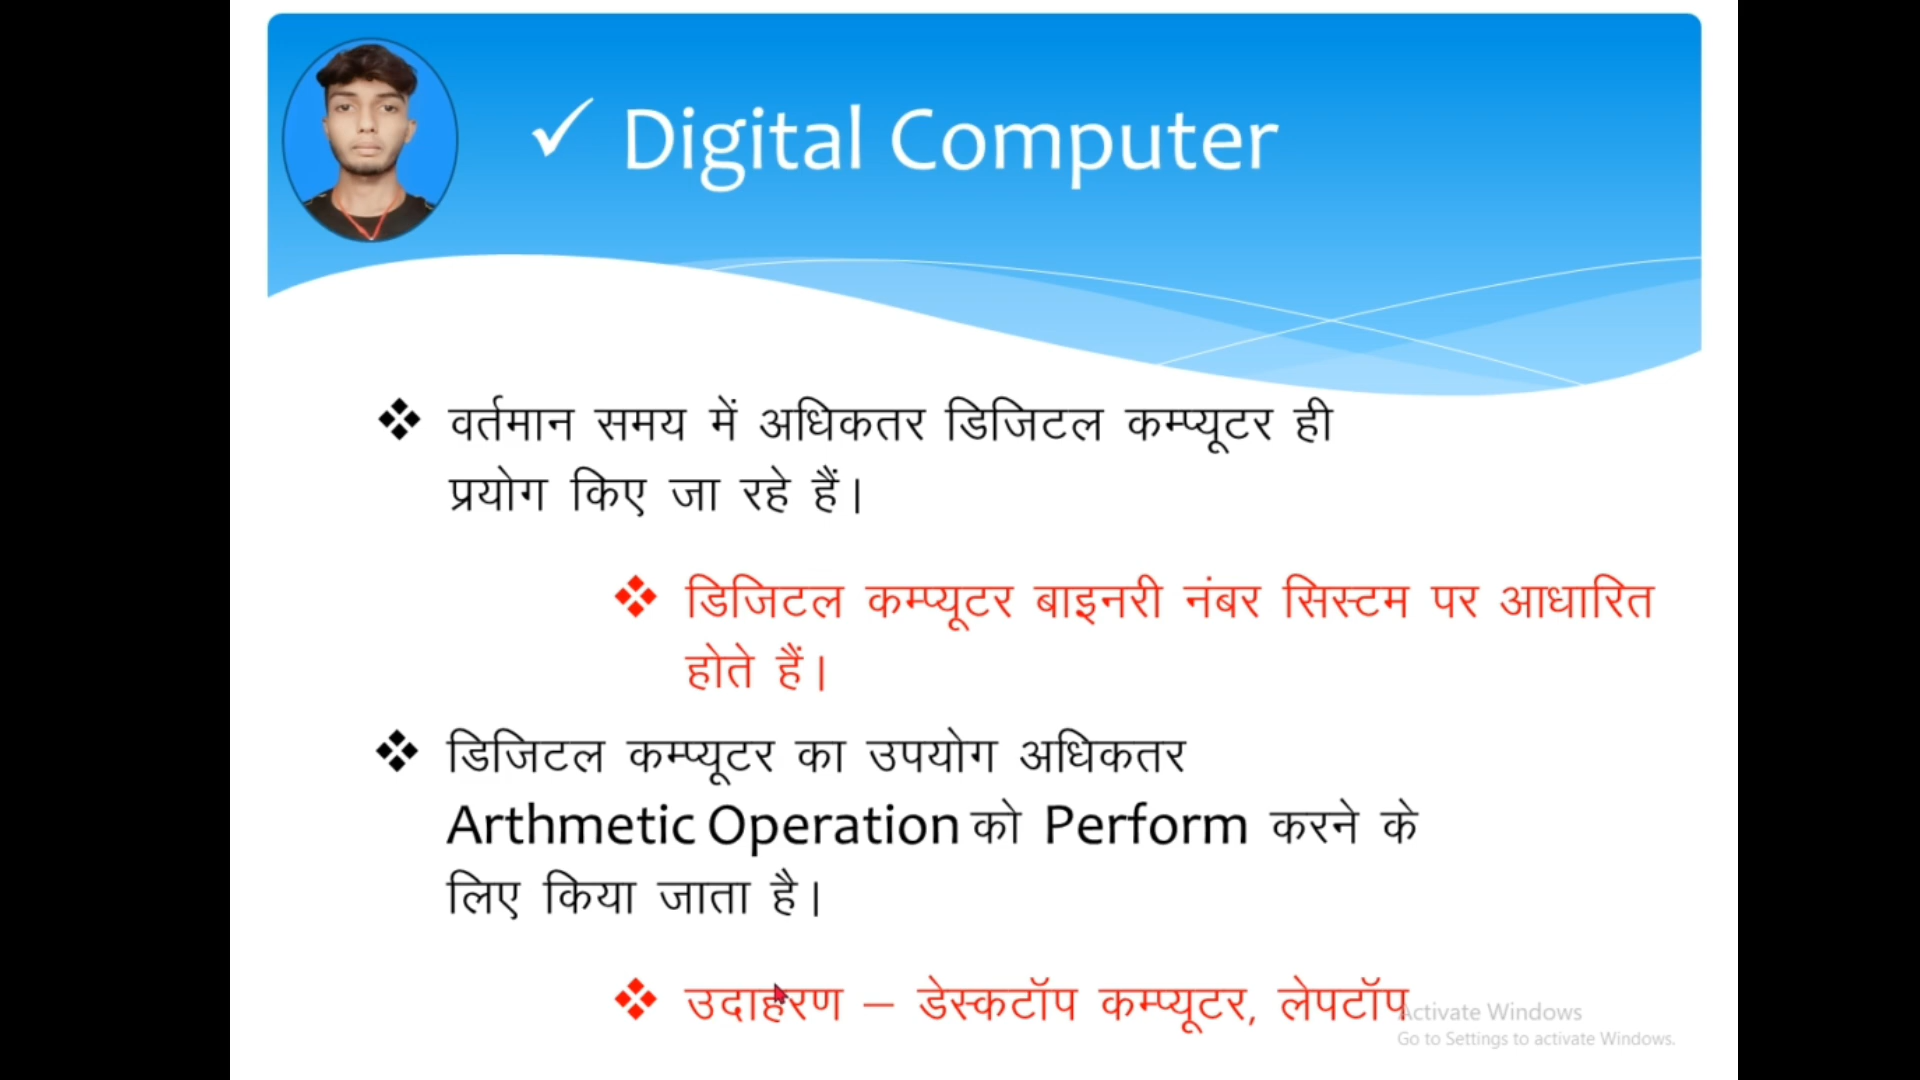 ✓ Digital Computer
❖ वर्तमान समय में अधिकतर डिजिटल कम्प्यूटर ही
प्रयोग किए जा रहे हैं।
❖ डिजिटल कम्प्यूटर बाइनरी नंबर सिस्टम पर आधारित
होते हैं।
❖ डिजिटल कम्प्यूटर का उपयोग अधिकतर
Arthmetic Operation को Perform करने के
लिए किया जाता है।
❖ उदाहरण – डेस्कटॉप कम्प्यूटर, लेपटॉप
Activate Windows
Go to Settings to activate Windows.